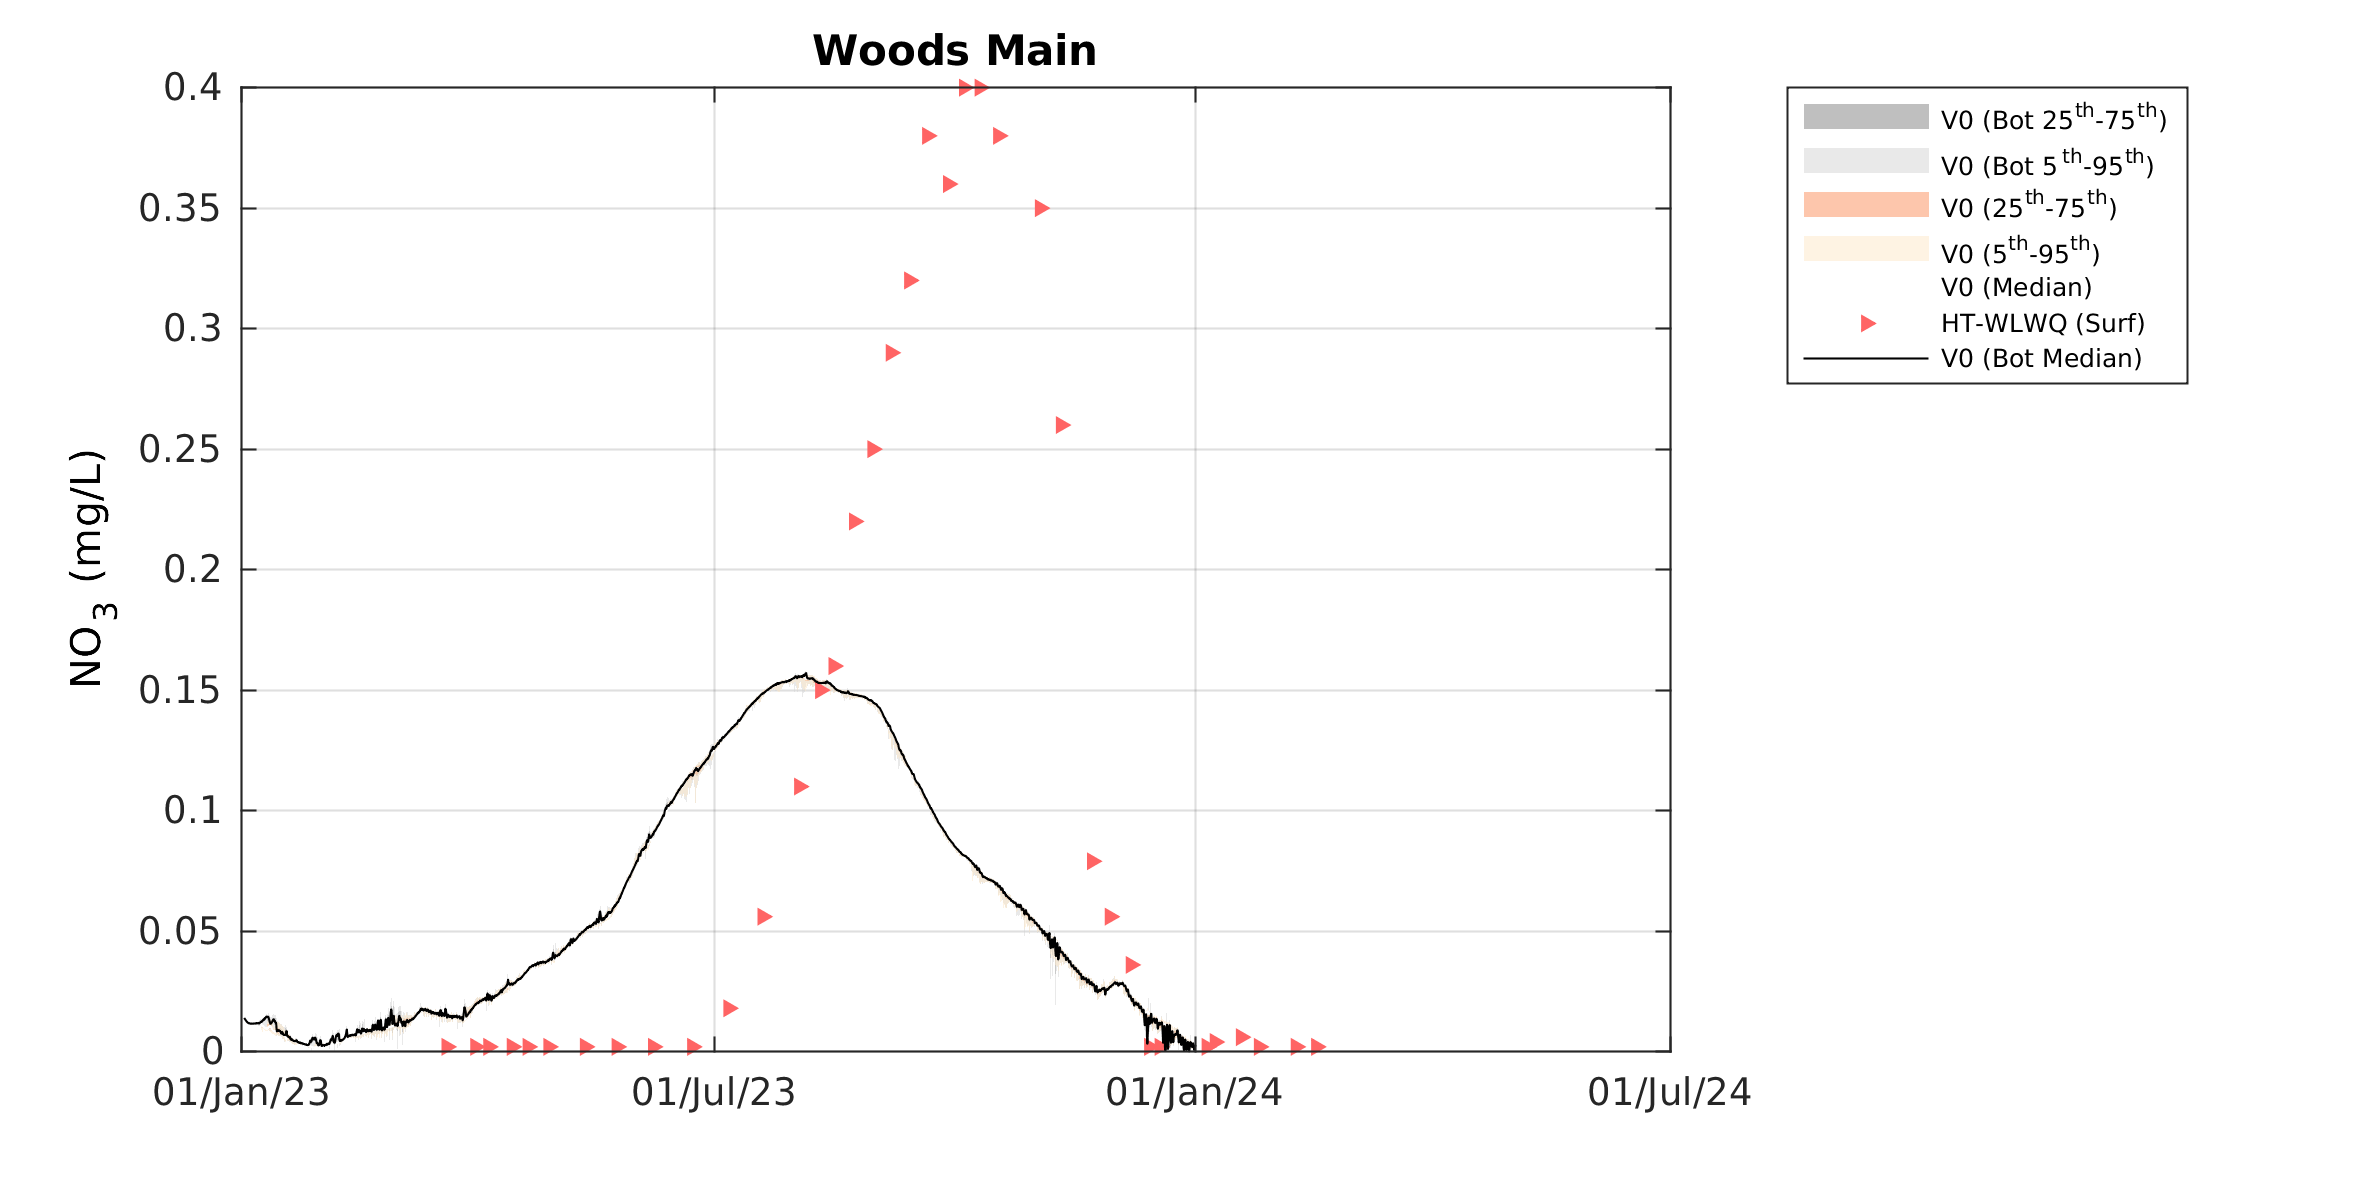 Woods Main
0.4
0.35
0.3
0.25
0.2
0.15
0.1
0.05
0
NO3 (mg/L)
01/Jan/23
01/Jul/23
01/Jan/24
01/Jul/24
V0 (Bot 25th-75th)
V0 (Bot 5th-95th)
V0 (25th-75th)
V0 (5th-95th)
V0 (Median)
HT-WLWQ (Surf)
V0 (Bot Median)